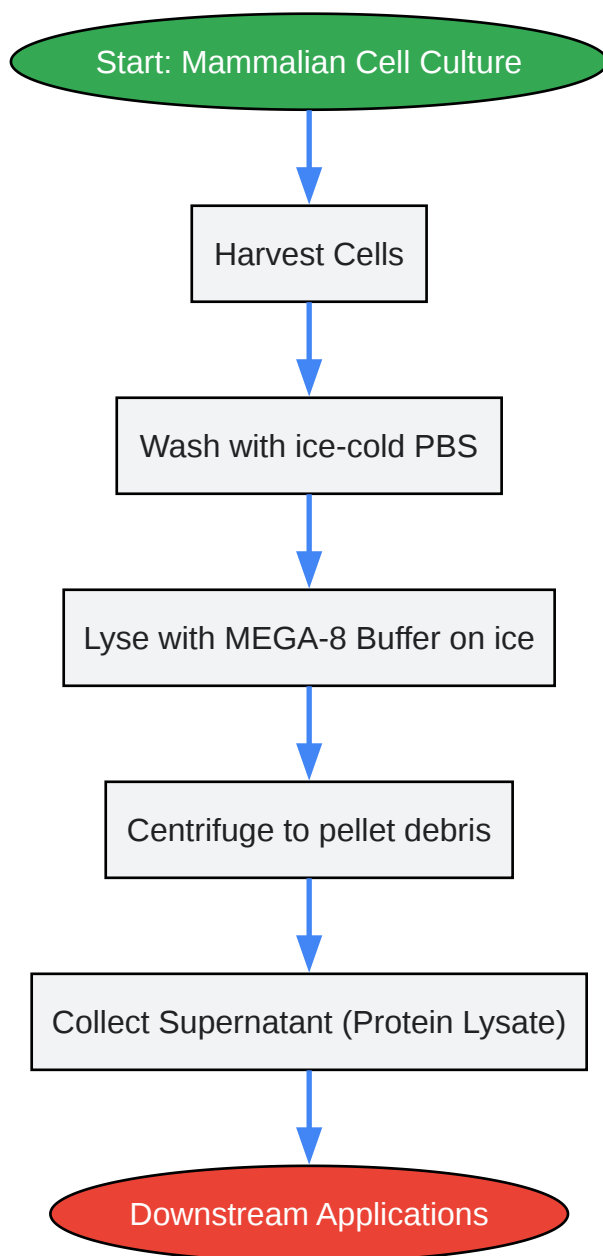 Start: Mammalian Cell Culture
Harvest Cells
Wash with ice-cold PBS
Lyse with MEGA-8 Buffer on ice
Centrifuge to pellet debris
Collect Supernatant (Protein Lysate)
Downstream Applications